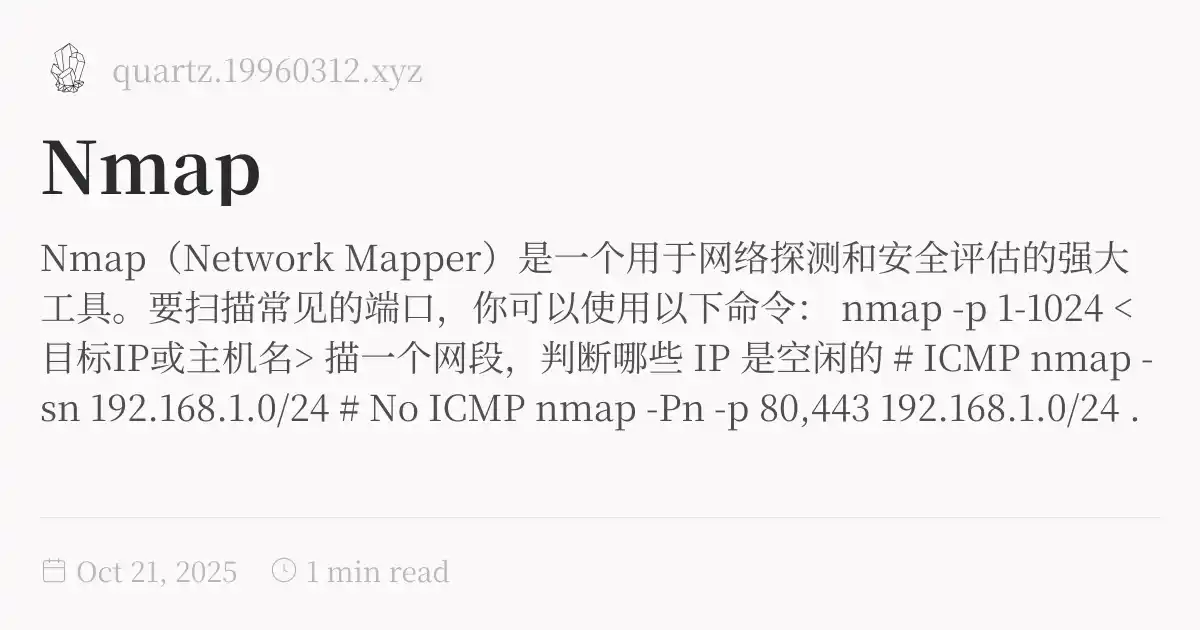 quartz.19960312.xyz
Nmap
Nmap（Network Mapper）是一个用于网络探测和安全评估的强大
工具。要扫描常见的端口，你可以使用以下命令： nmap -p 1-1024 <
目标IP或主机名> 描一个网段，判断哪些 IP 是空闲的 # ICMP nmap -
sn 192.168.1.0/24 # No ICMP nmap -Pn -p 80,443 192.168.1.0/24 .
Oct 21, 2025 1 min read